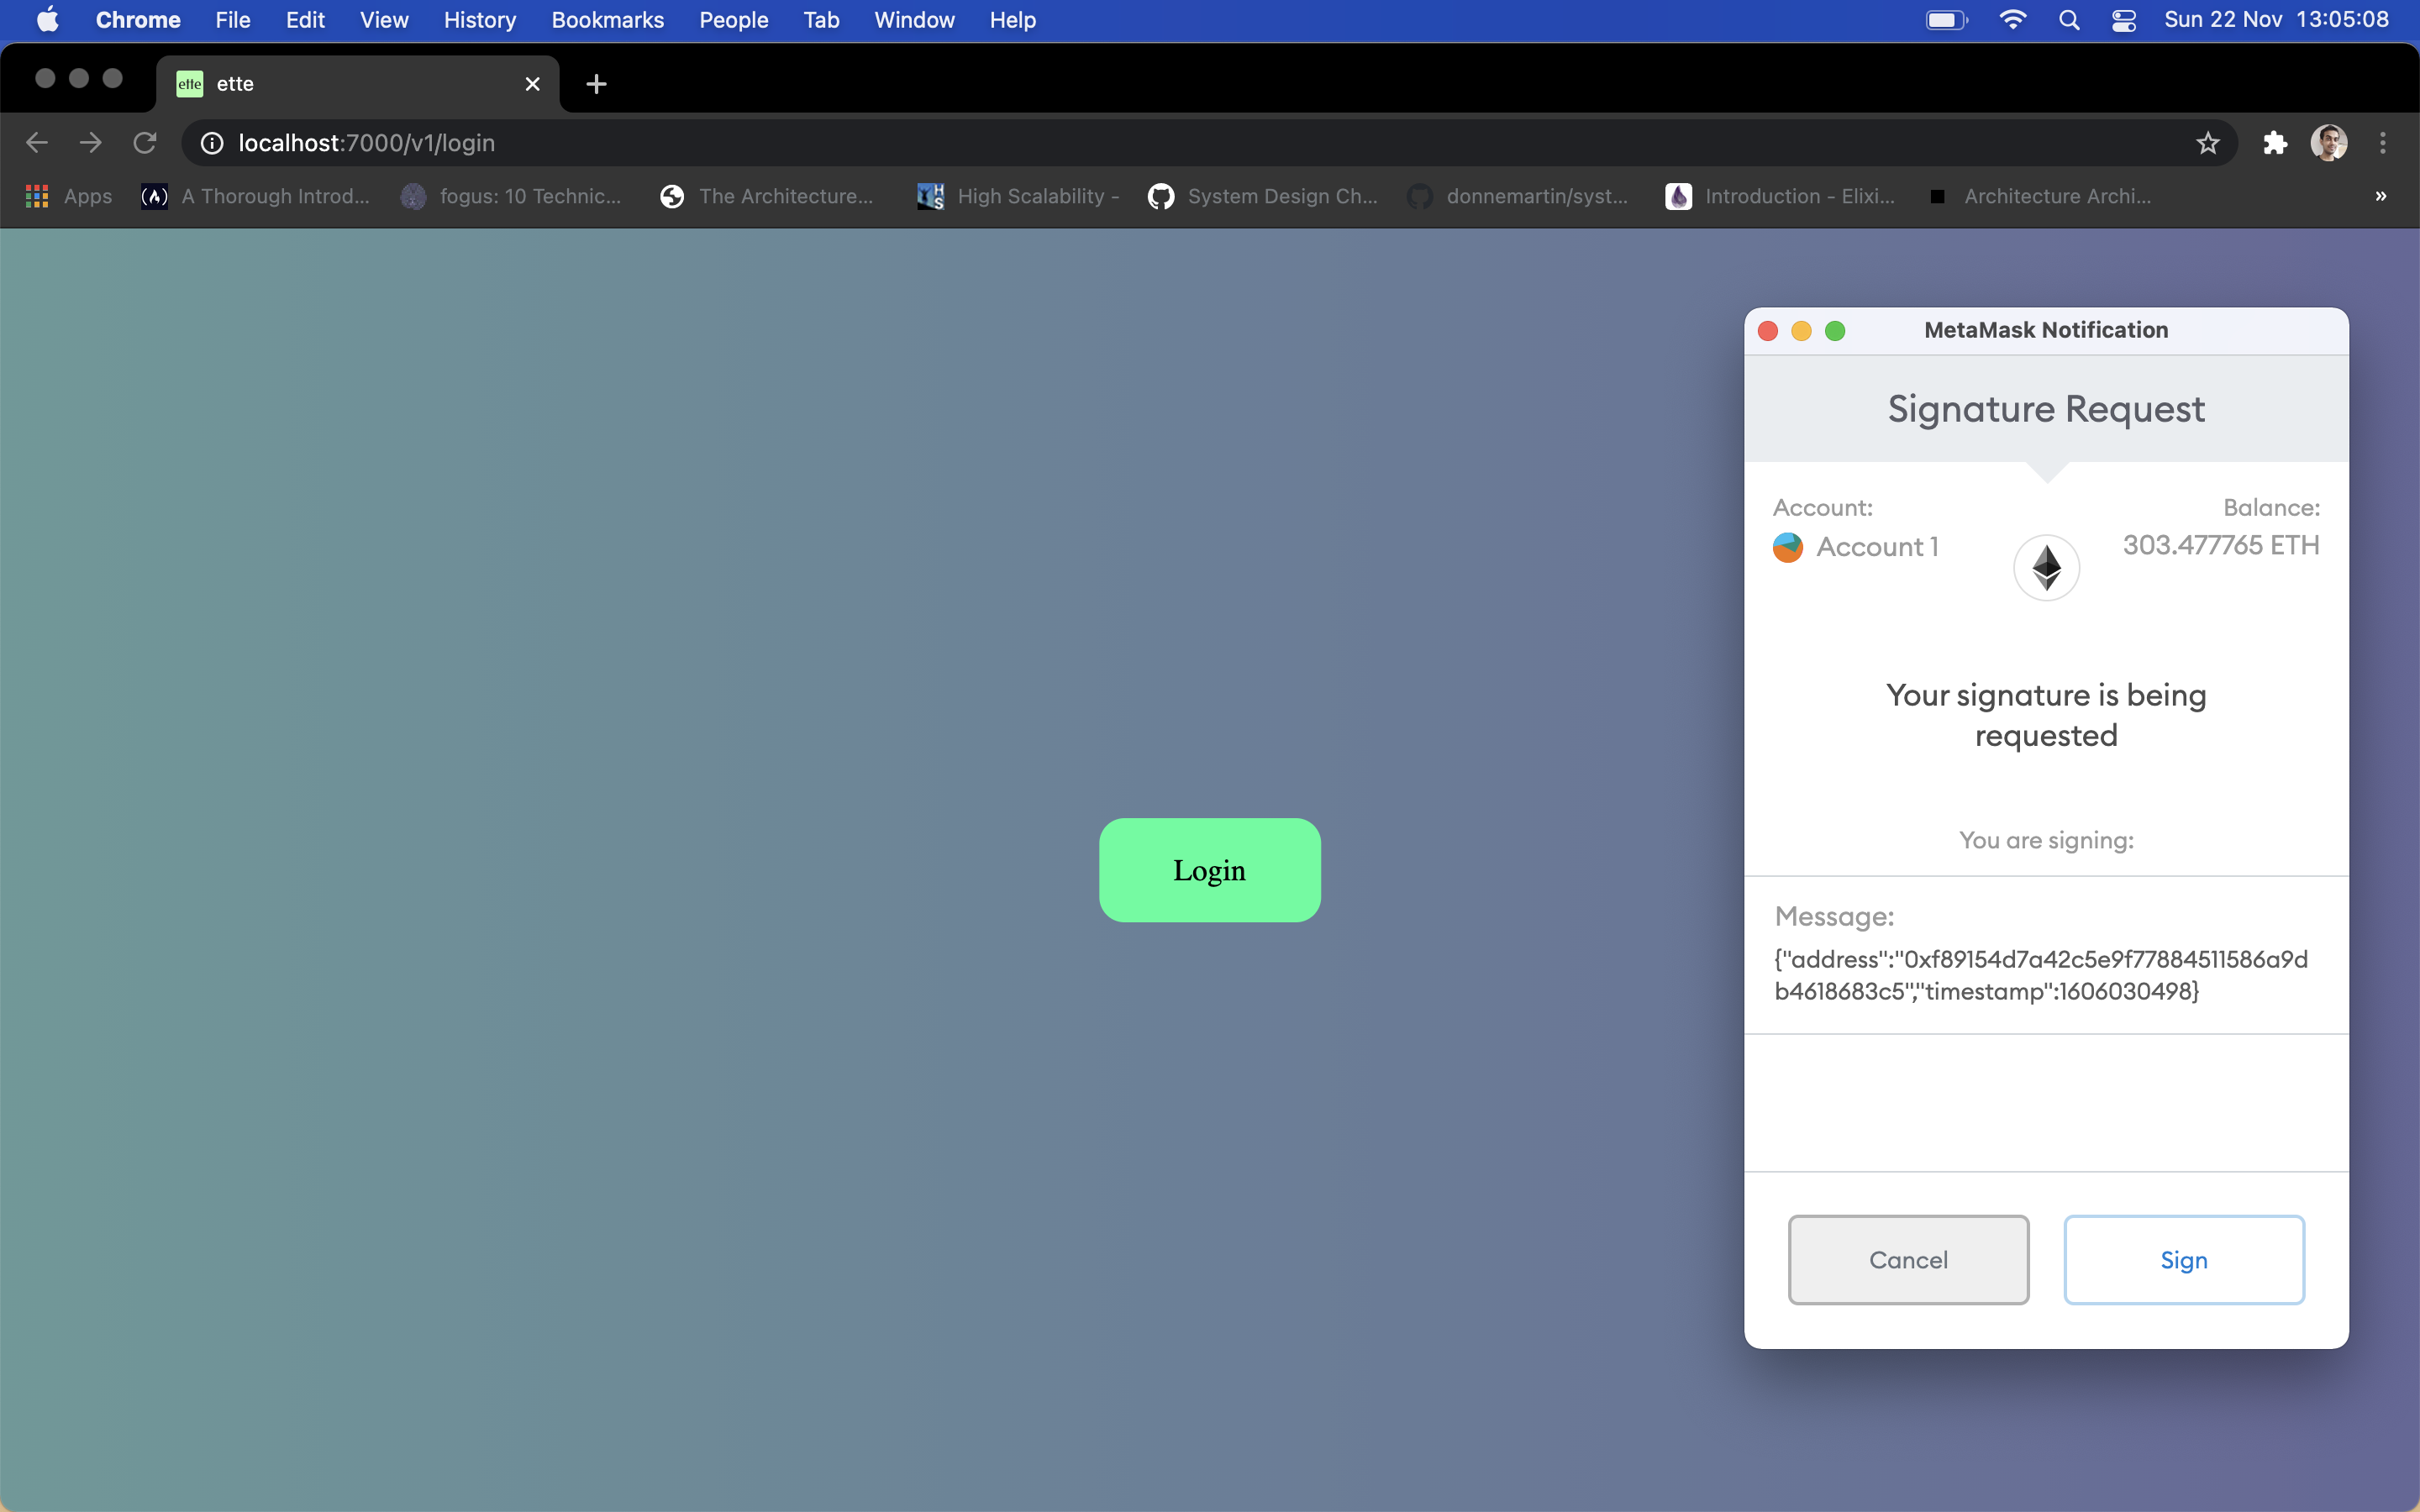 Chrome File Edit View History Bookmarks People Tab Window Help Sun 22 Nov 13:05:08
ette ette
localhost:7000/v1/login
Apps A Thorough Introd... fogus: 10 Technic... The Architecture... High Scalability - System Design Ch... donnemartin/syst... Introduction - Elixi... Architecture Archi... »
MetaMask Notification
Signature Request
Account: Balance:
Account 1 303.477765 ETH
Your signature is being
requested
You are signing:
Login
Message:
{"address":"0xf89154d7a42c5e9f77884511586a9d
b4618683c5","timestamp":1606030498}
Cancel Sign